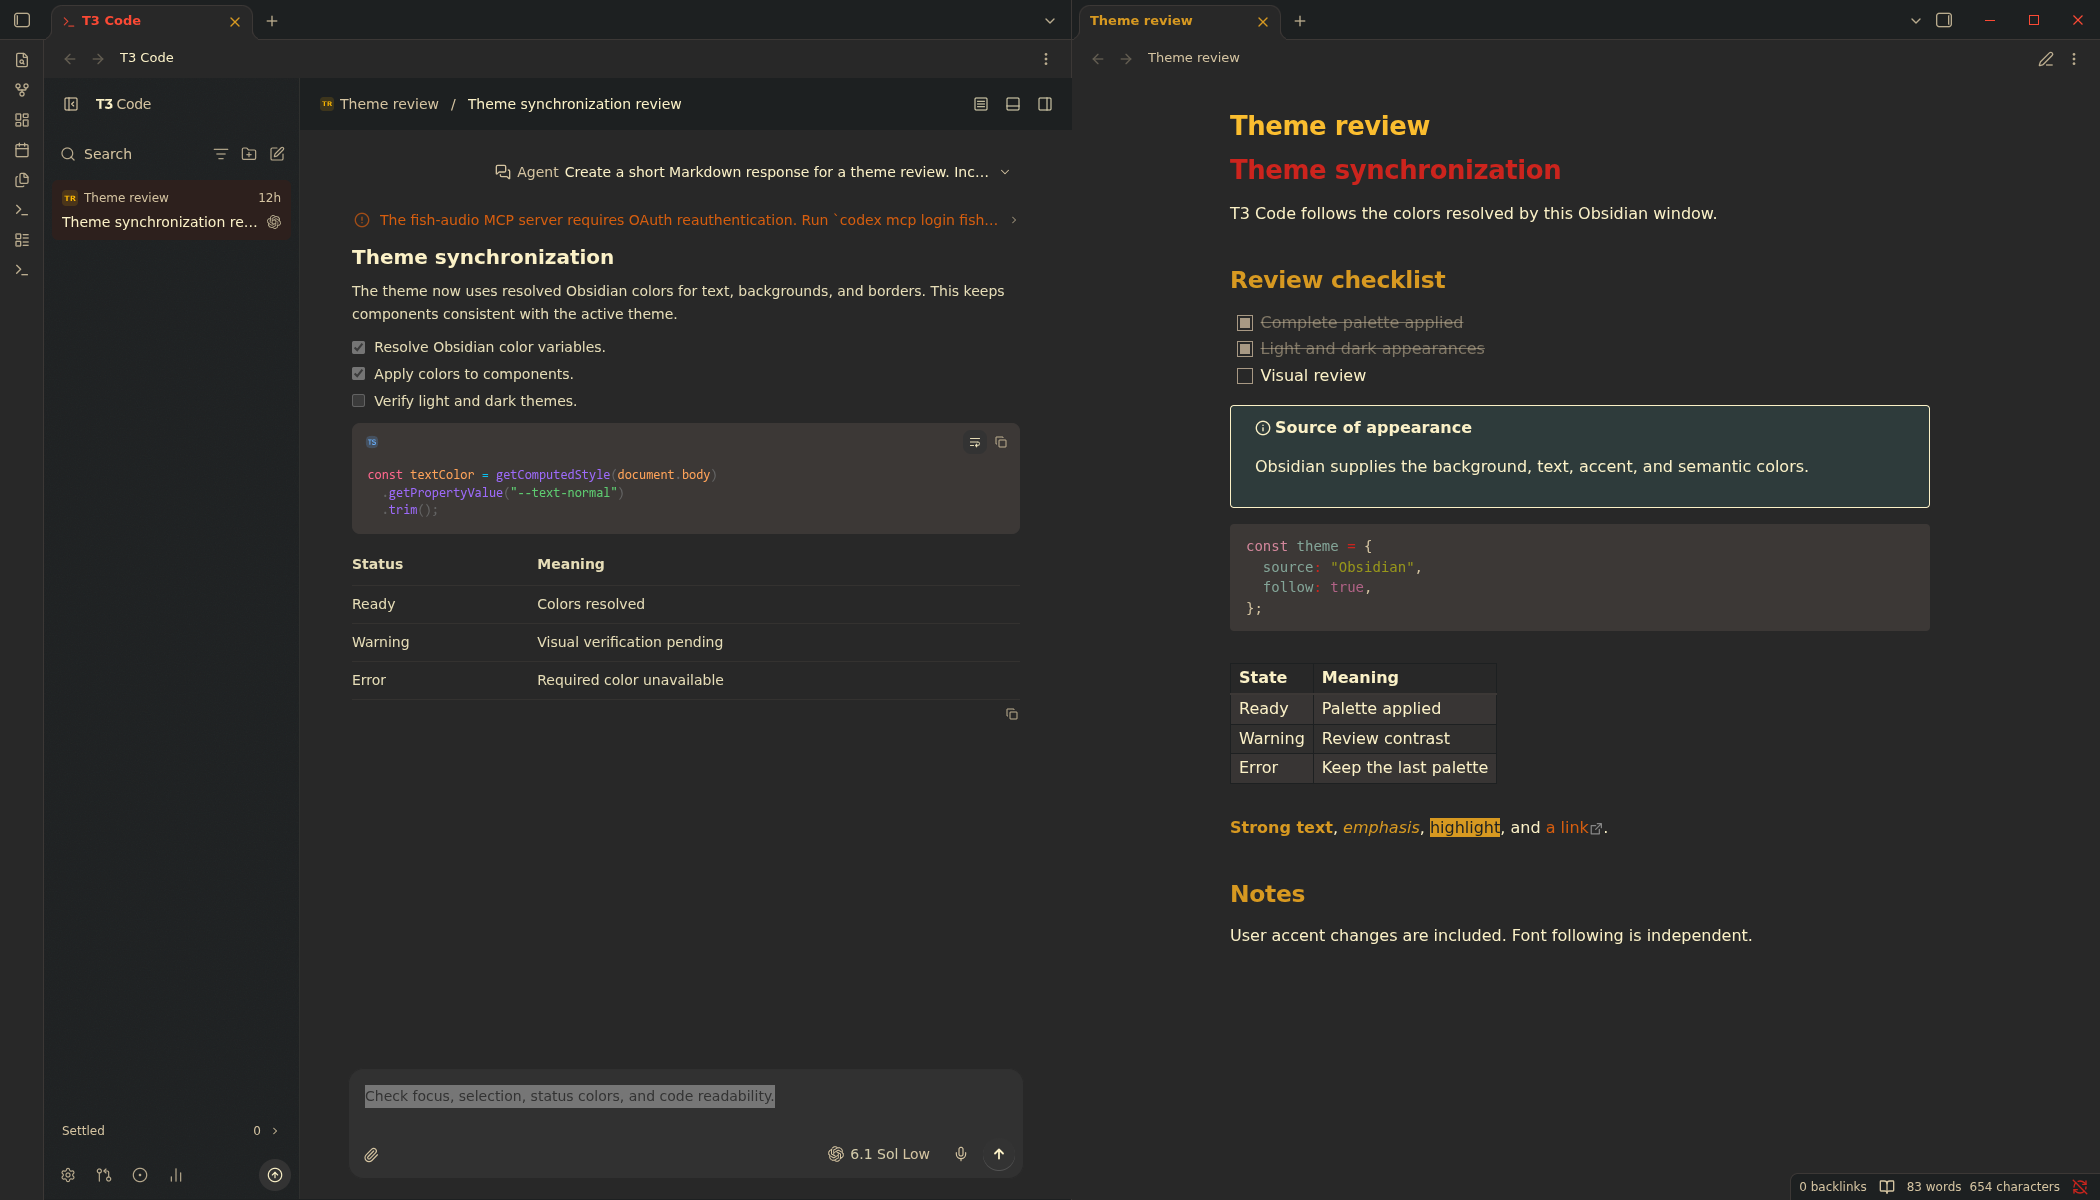 T3 Code
Theme review
T3 Code
Theme review
T3 Code
TR Theme review / Theme synchronization review
Search
TR Theme review 12h
Theme synchronization re...
Agent Create a short Markdown response for a theme review. Inc...
The fish-audio MCP server requires OAuth reauthentication. Run `codex mcp login fish...
Theme synchronization
The theme now uses resolved Obsidian colors for text, backgrounds, and borders. This keeps
components consistent with the active theme.
Resolve Obsidian color variables.
Apply colors to components.
Verify light and dark themes.
TS
const textColor = getComputedStyle(document.body)
  .getPropertyValue("--text-normal")
  .trim();
Status Meaning
Ready Colors resolved
Warning Visual verification pending
Error Required color unavailable
Check focus, selection, status colors, and code readability.
6.1 Sol Low
Settled 0
Theme review
Theme synchronization
T3 Code follows the colors resolved by this Obsidian window.
Review checklist
Complete palette applied
Light and dark appearances
Visual review
Source of appearance
Obsidian supplies the background, text, accent, and semantic colors.
const theme = {
  source: "Obsidian",
  follow: true,
};
State Meaning
Ready Palette applied
Warning Review contrast
Error Keep the last palette
Strong text, emphasis, highlight, and a link.
Notes
User accent changes are included. Font following is independent.
0 backlinks 83 words 654 characters